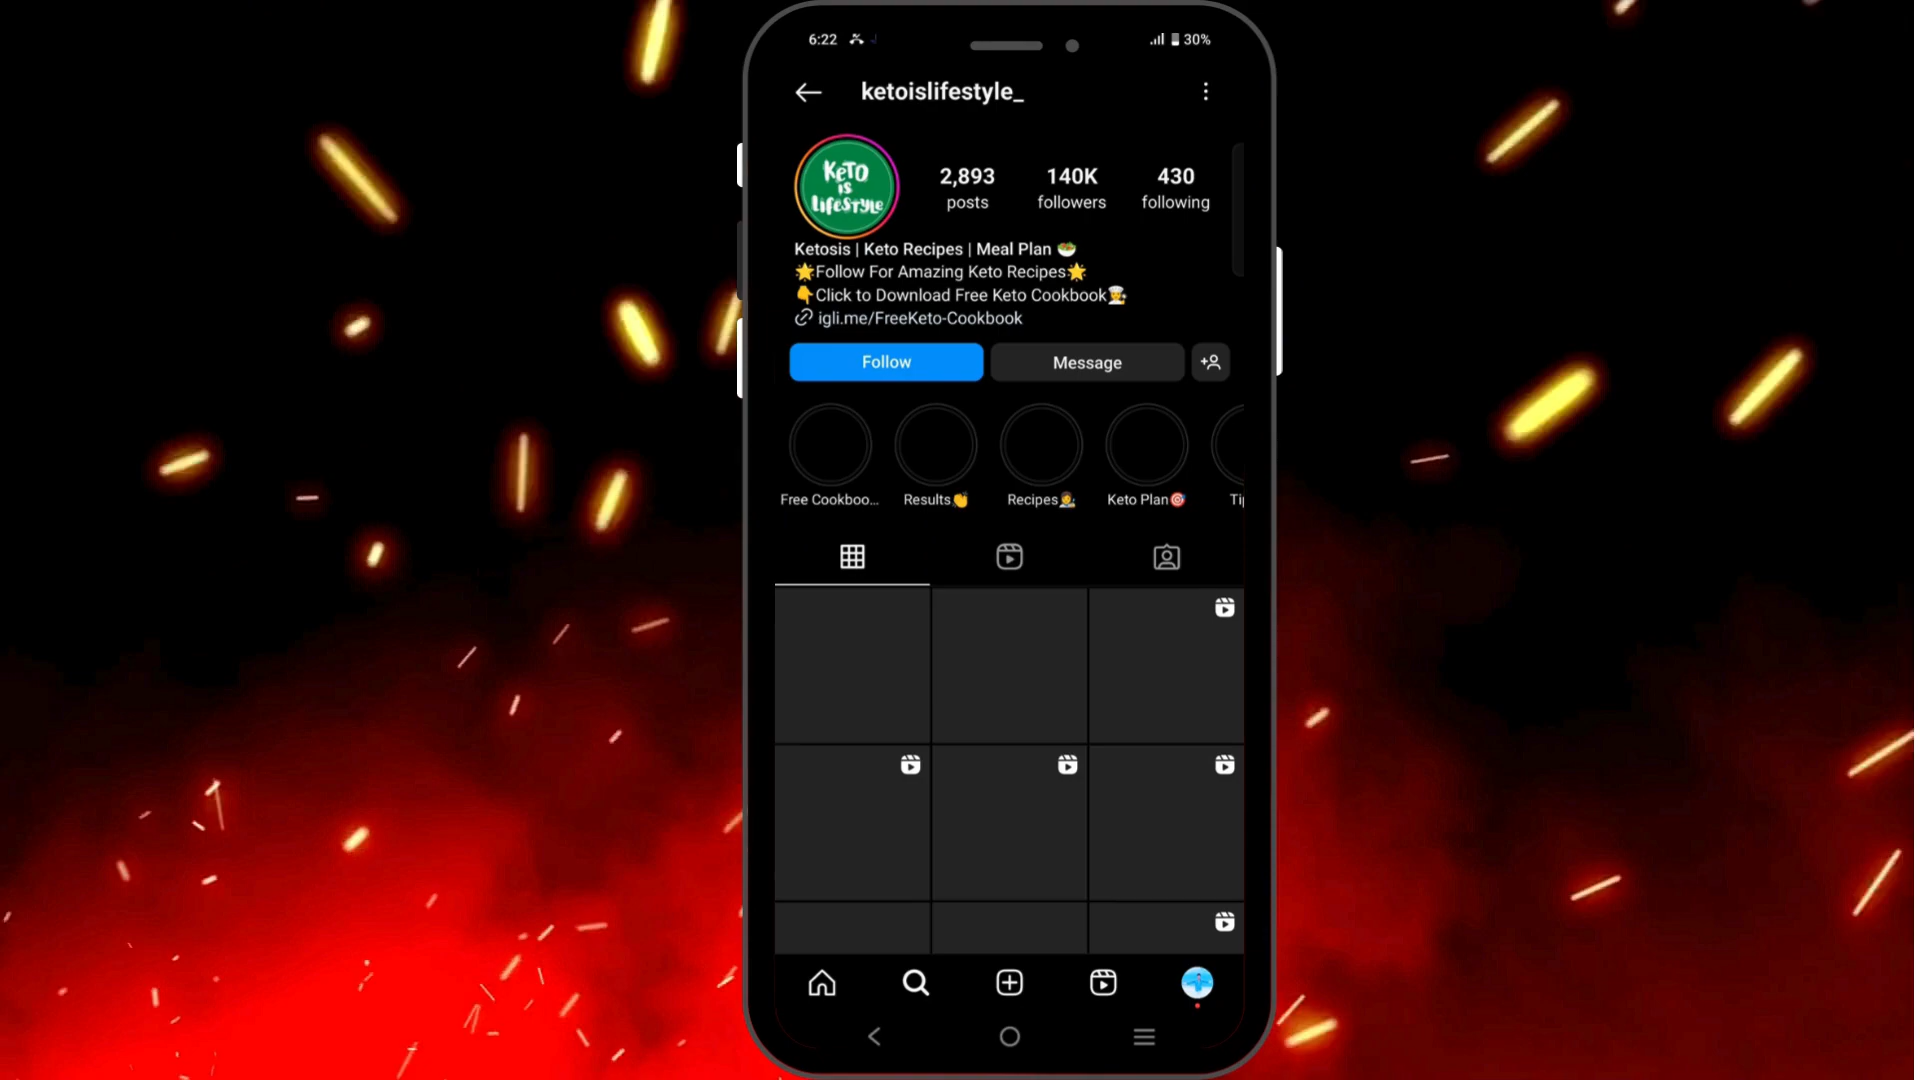 6:22
30%
ketoislifestyle_
KeTO
iS
LifeSTYLe
2,893
posts
140K
followers
430
following
Ketosis | Keto Recipes | Meal Plan 🥗
🌟Follow For Amazing Keto Recipes🌟
👇Click to Download Free Keto Cookbook👩‍🍳
igli.me/FreeKeto-Cookbook
Follow
Message
Free Cookboo...
Results👏
Recipes👩‍🍳
Keto Plan🎯